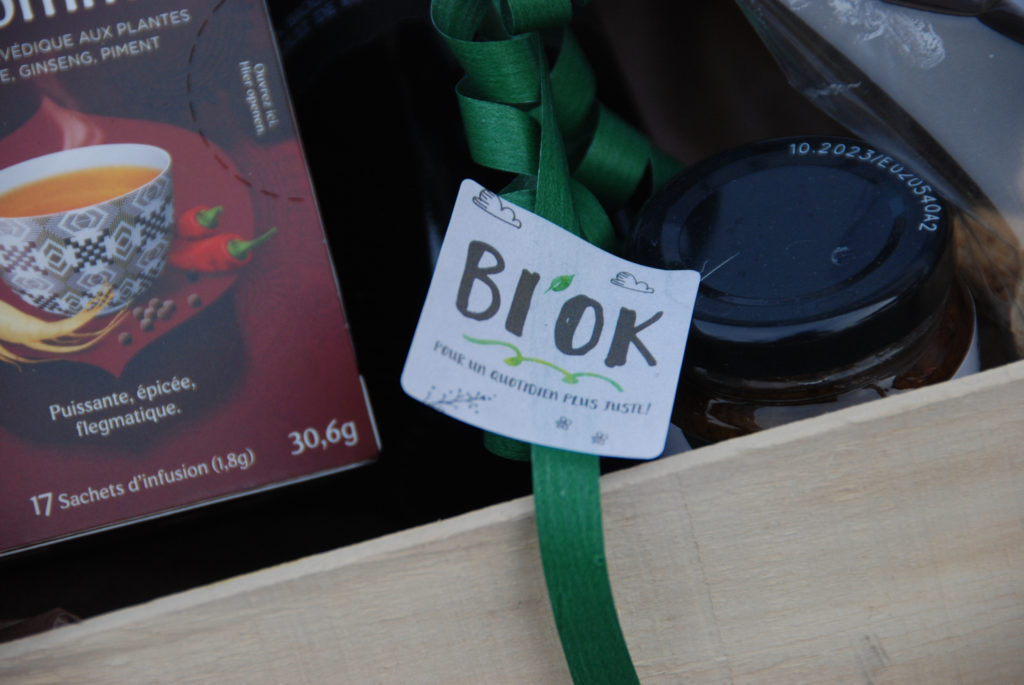 VÉDIQUE AUX PLANTES
E, GINSENG, PIMENT
Ouvrez ici.
Hier openen.
Puissante, épicée,
flegmatique.
17 Sachets d'infusion (1,8g)
30,6g
BI'OK
POUR UN QUOTIDIEN PLUS JUSTE!
10.2023/EUZU540A2